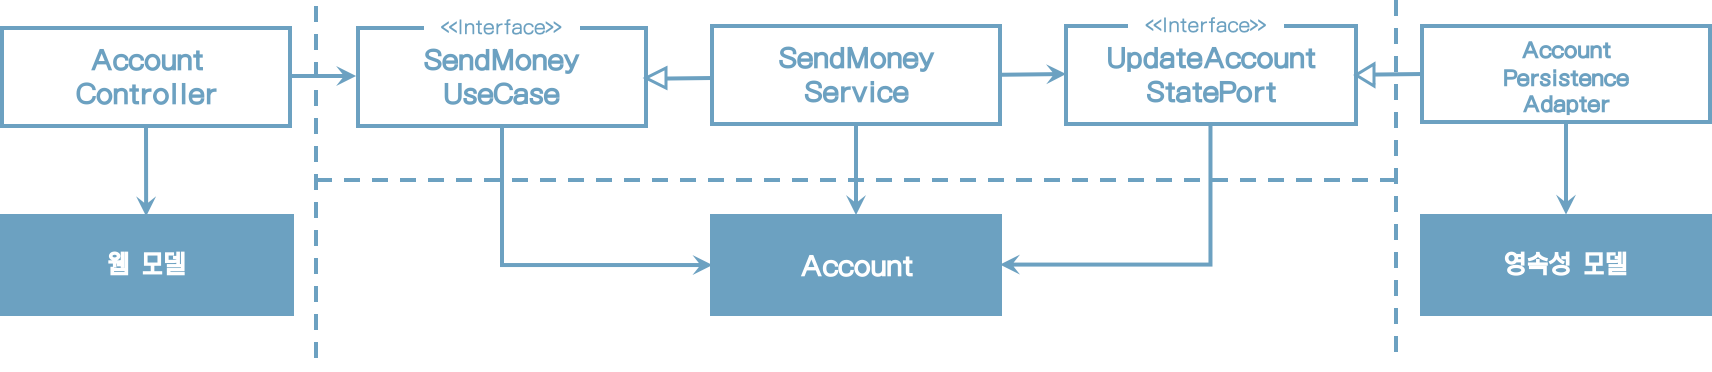 Account
Controller
<<Interface>>
SendMoney
UseCase
SendMoney
Service
<<Interface>>
UpdateAccount
StatePort
Account
Persistence
Adapter
웹 모델
Account
영속성 모델